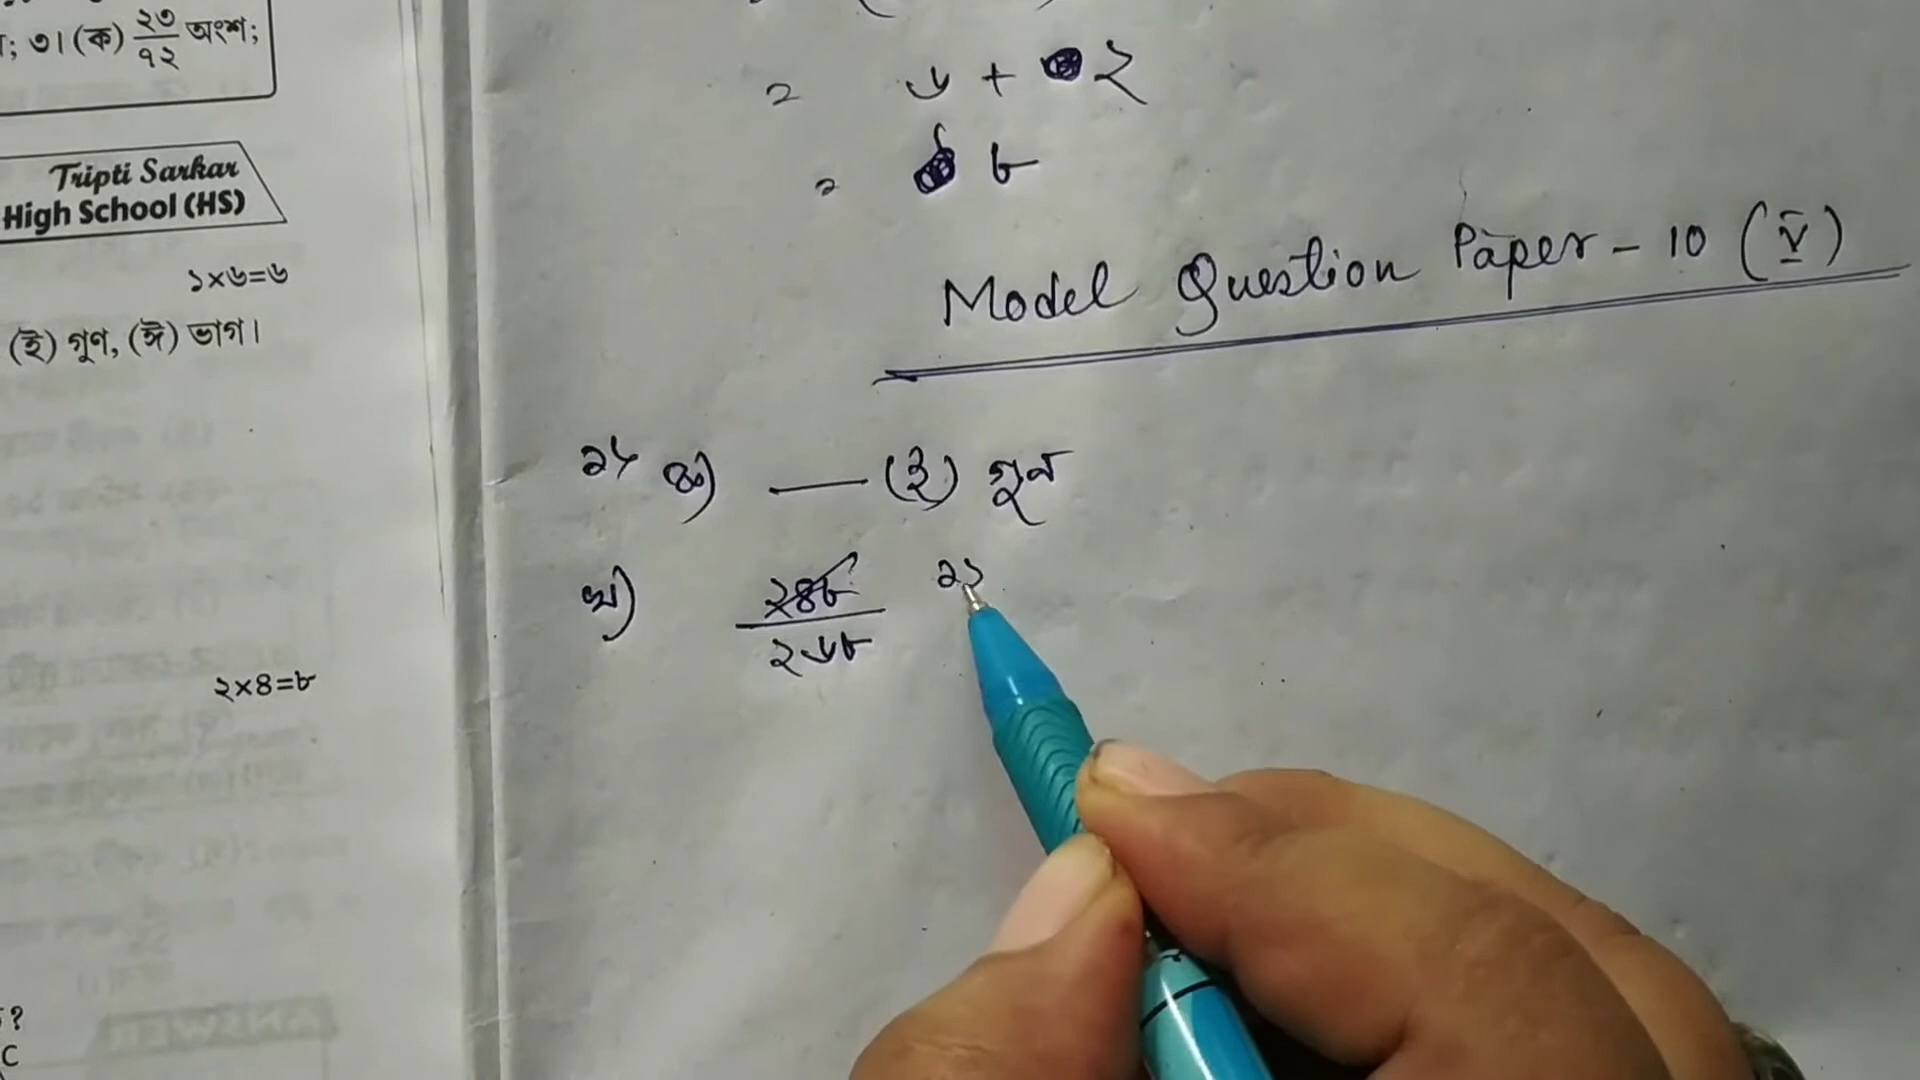 ; ৩। (ক) ২৩/৭২ অংশ;
Tripti Sarkar
High School (HS)
১×৬=৬
(ই) গুণ, (ঈ) ভাগ।
২×৪=৮
?
C
= ৬ + ২
= ৮
Model Question Paper - 10 (V)
১৷ ক) — (ই) গুন
খ) ২৪৮/২৬৮ ২১